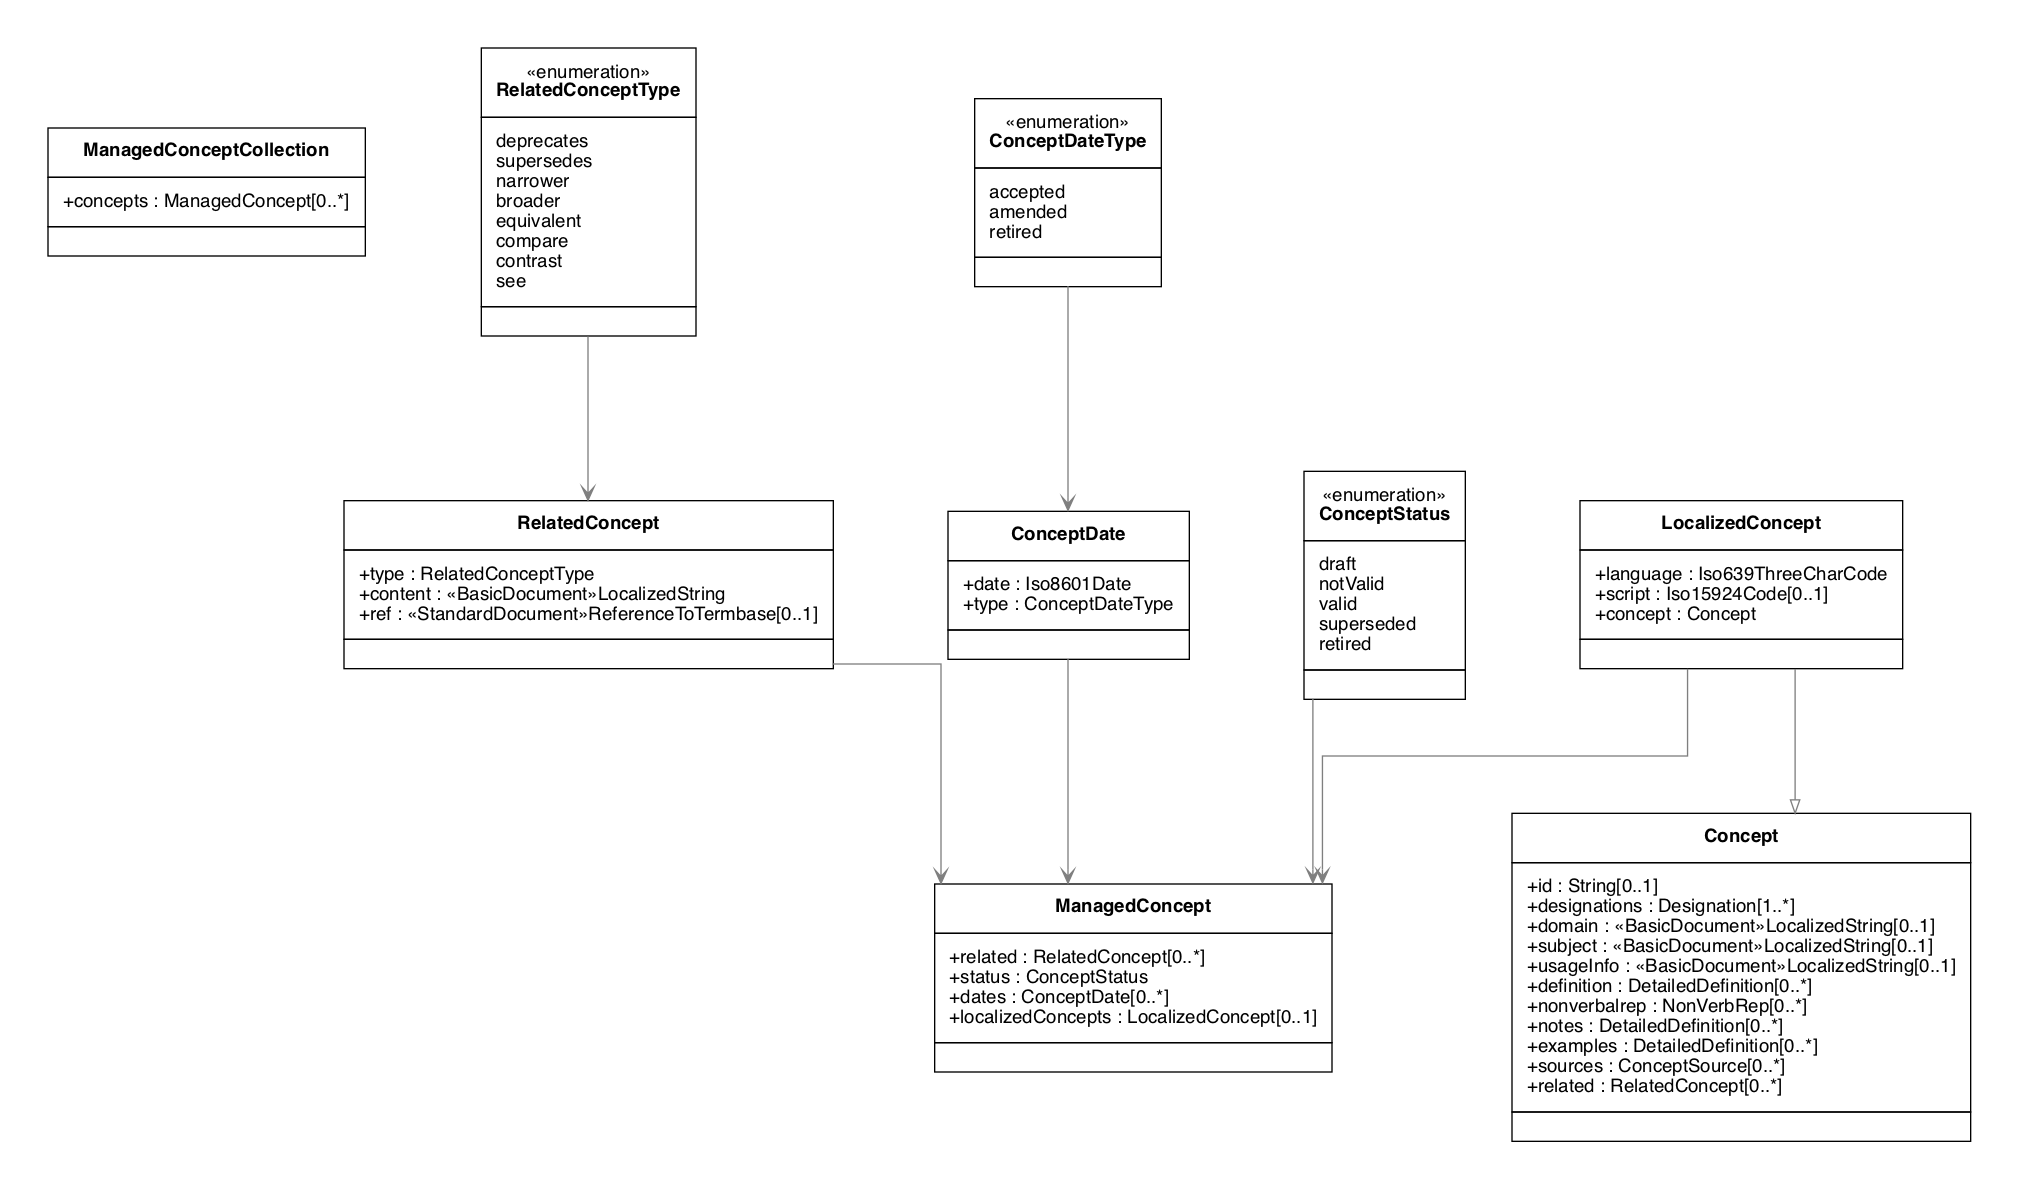 ManagedConceptCollection
+concepts : ManagedConcept[0..*]
«enumeration»
RelatedConceptType
deprecates
supersedes
narrower
broader
equivalent
compare
contrast
see
«enumeration»
ConceptDateType
accepted
amended
retired
RelatedConcept
+type : RelatedConceptType
+content : «BasicDocument»LocalizedString
+ref : «StandardDocument»ReferenceToTermbase[0..1]
ConceptDate
+date : Iso8601Date
+type : ConceptDateType
«enumeration»
ConceptStatus
draft
notValid
valid
superseded
retired
LocalizedConcept
+language : Iso639ThreeCharCode
+script : Iso15924Code[0..1]
+concept : Concept
ManagedConcept
+related : RelatedConcept[0..*]
+status : ConceptStatus
+dates : ConceptDate[0..*]
+localizedConcepts : LocalizedConcept[0..1]
Concept
+id : String[0..1]
+designations : Designation[1..*]
+domain : «BasicDocument»LocalizedString[0..1]
+subject : «BasicDocument»LocalizedString[0..1]
+usageInfo : «BasicDocument»LocalizedString[0..1]
+definition : DetailedDefinition[0..*]
+nonverbalrep : NonVerbRep[0..*]
+notes : DetailedDefinition[0..*]
+examples : DetailedDefinition[0..*]
+sources : ConceptSource[0..*]
+related : RelatedConcept[0..*]